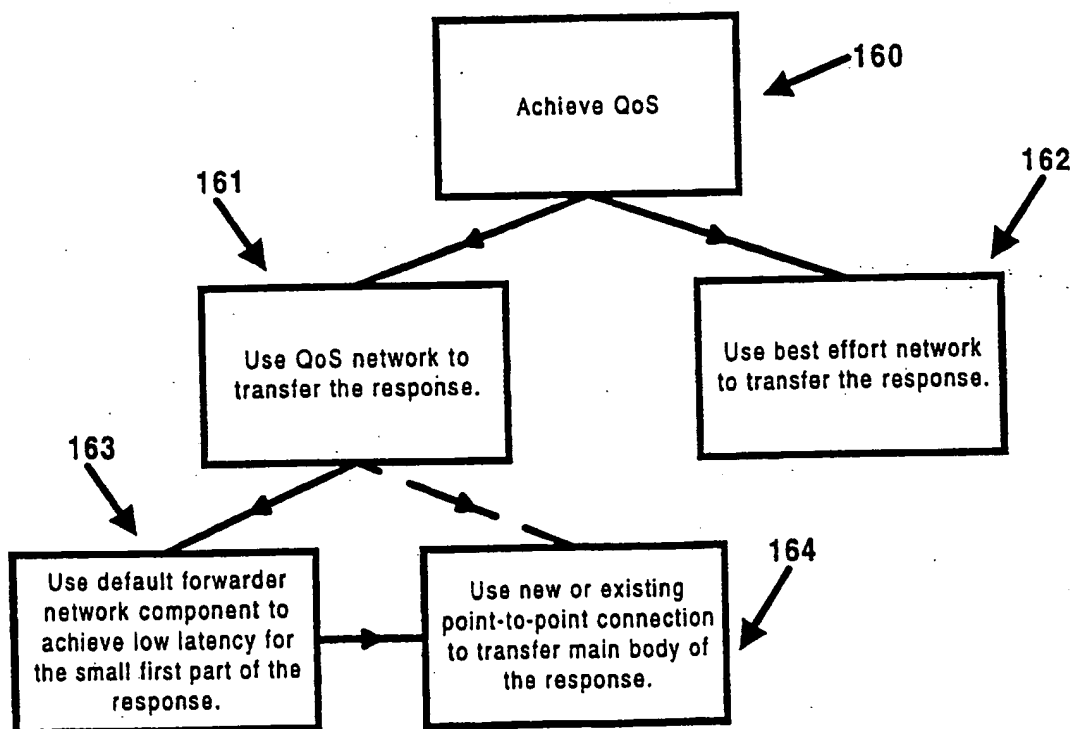 160
Achieve QoS
161
162
Use QoS network to
transfer the response.
Use best effort network
to transfer the response.
163
164
Use default forwarder
network component to
achieve low latency for
the small first part of the
response.
Use new or existing
point-to-point connection
to transfer main body of
the response.